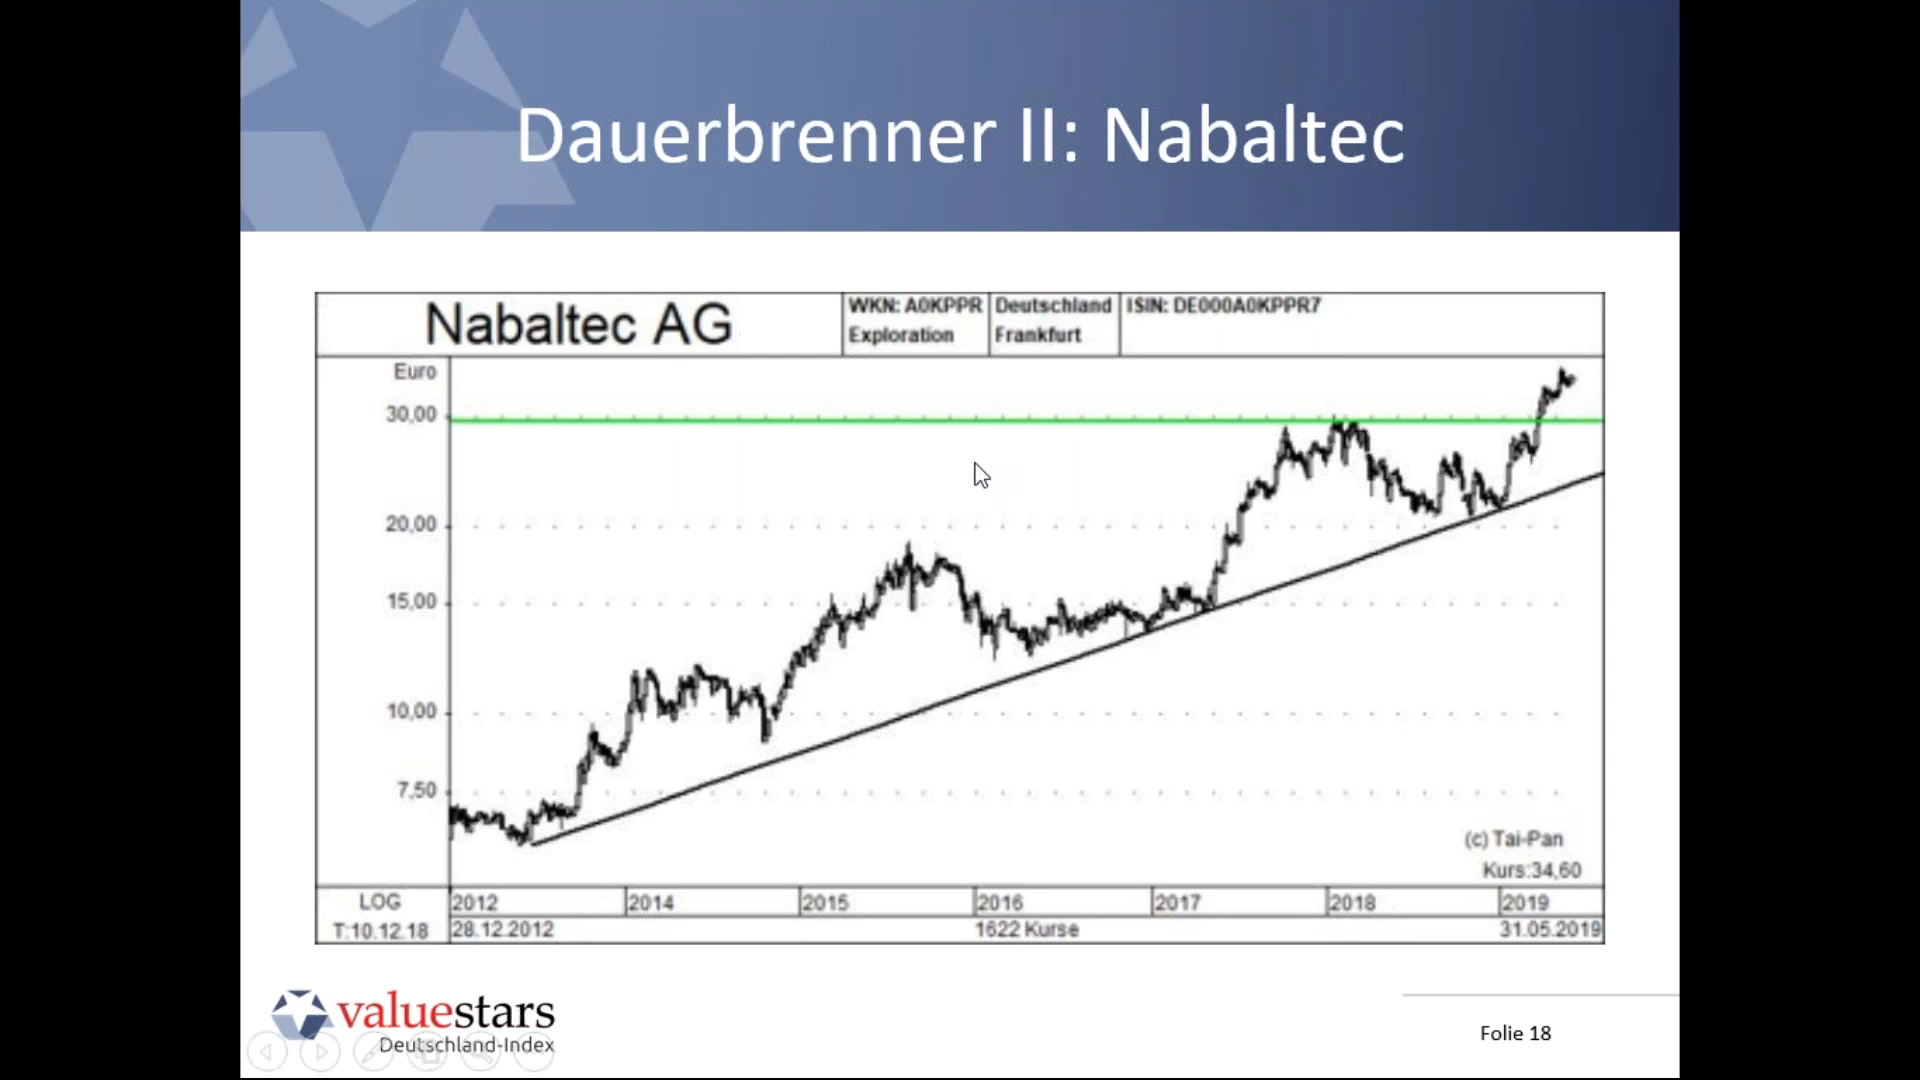 Dauerbrenner II: Nabaltec
Nabaltec AG
WKN: A0KPPR
Exploration
Deutschland
Frankfurt
ISIN: DE000A0KPPR7
Euro
30,00
20,00
15,00
10,00
7,50
(c) Tai-Pan
Kurs:34,60
LOG
2012
2014
2015
2016
2017
2018
2019
T:10.12.18
28.12.2012
1622 Kurse
31.05.2019
valuestars
Deutschland-Index
Folie 18